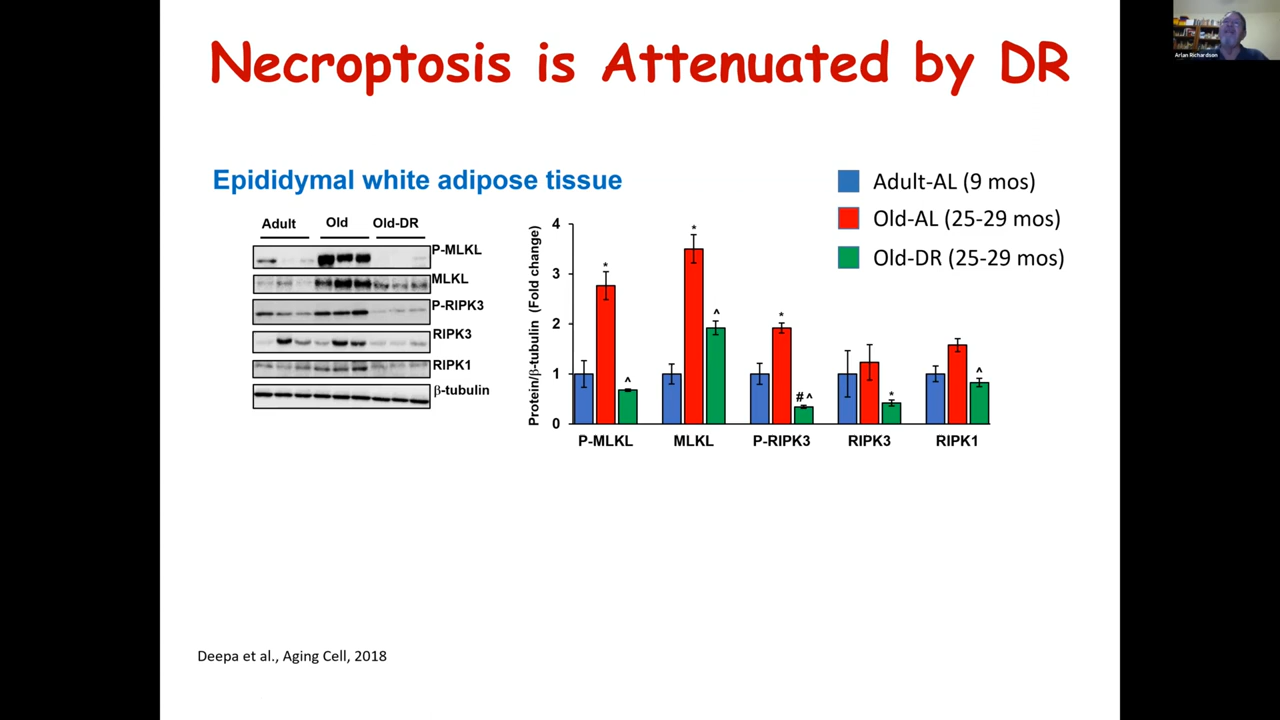 Necroptosis is Attenuated by DR
Arlan Richardson
Epididymal white adipose tissue
Adult-AL (9 mos)
Old-AL (25-29 mos)
Old-DR (25-29 mos)
Adult Old Old-DR
P-MLKL
MLKL
P-RIPK3
RIPK3
RIPK1
β-tubulin
Protein/β-tubulin (Fold change)
4
3
2
1
0
* ^ * ^ * # ^ * ^
P-MLKL MLKL P-RIPK3 RIPK3 RIPK1
Deepa et al., Aging Cell, 2018